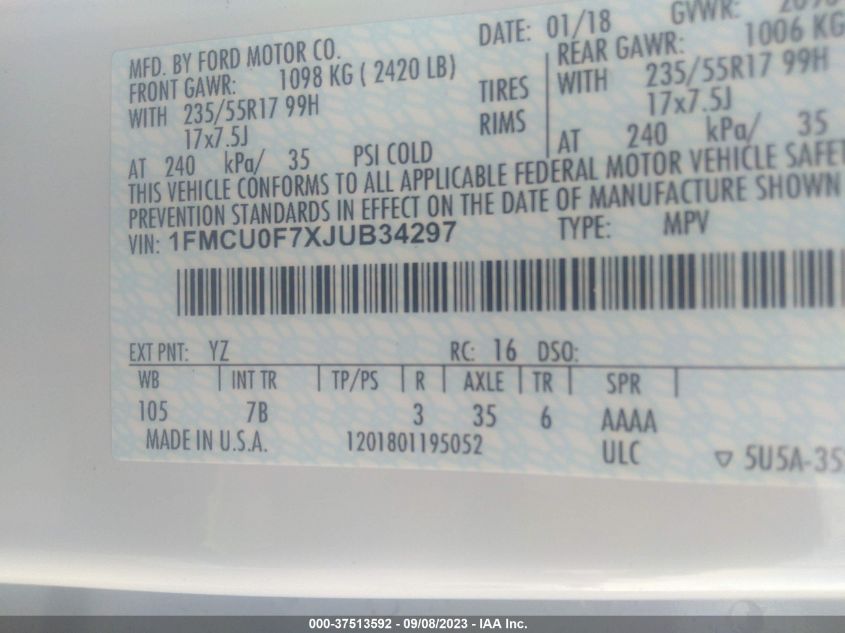 MFD. BY FORD MOTOR CO.
DATE: 01/18
GVWR:
FRONT GAWR: 1098 KG ( 2420 LB)
REAR GAWR: 1006 KG
WITH 235/55R17 99H
TIRES
WITH 235/55R17 99H
17x7.5J
RIMS
17x7.5J
AT 240 kPa/ 35 PSI COLD
AT 240 kPa/ 35
THIS VEHICLE CONFORMS TO ALL APPLICABLE FEDERAL MOTOR VEHICLE SAFET
PREVENTION STANDARDS IN EFFECT ON THE DATE OF MANUFACTURE SHOWN
VIN: 1FMCU0F7XJUB34297 TYPE: MPV
EXT PNT: YZ RC: 16 DSO:
WB | INT TR | TP/PS | R | AXLE | TR | SPR |
105 7B 3 35 6 AAAA
MADE IN U.S.A. 1201801195052 ULC ▽ 5U5A-35
000-37513592 - 09/08/2023 - IAA Inc.